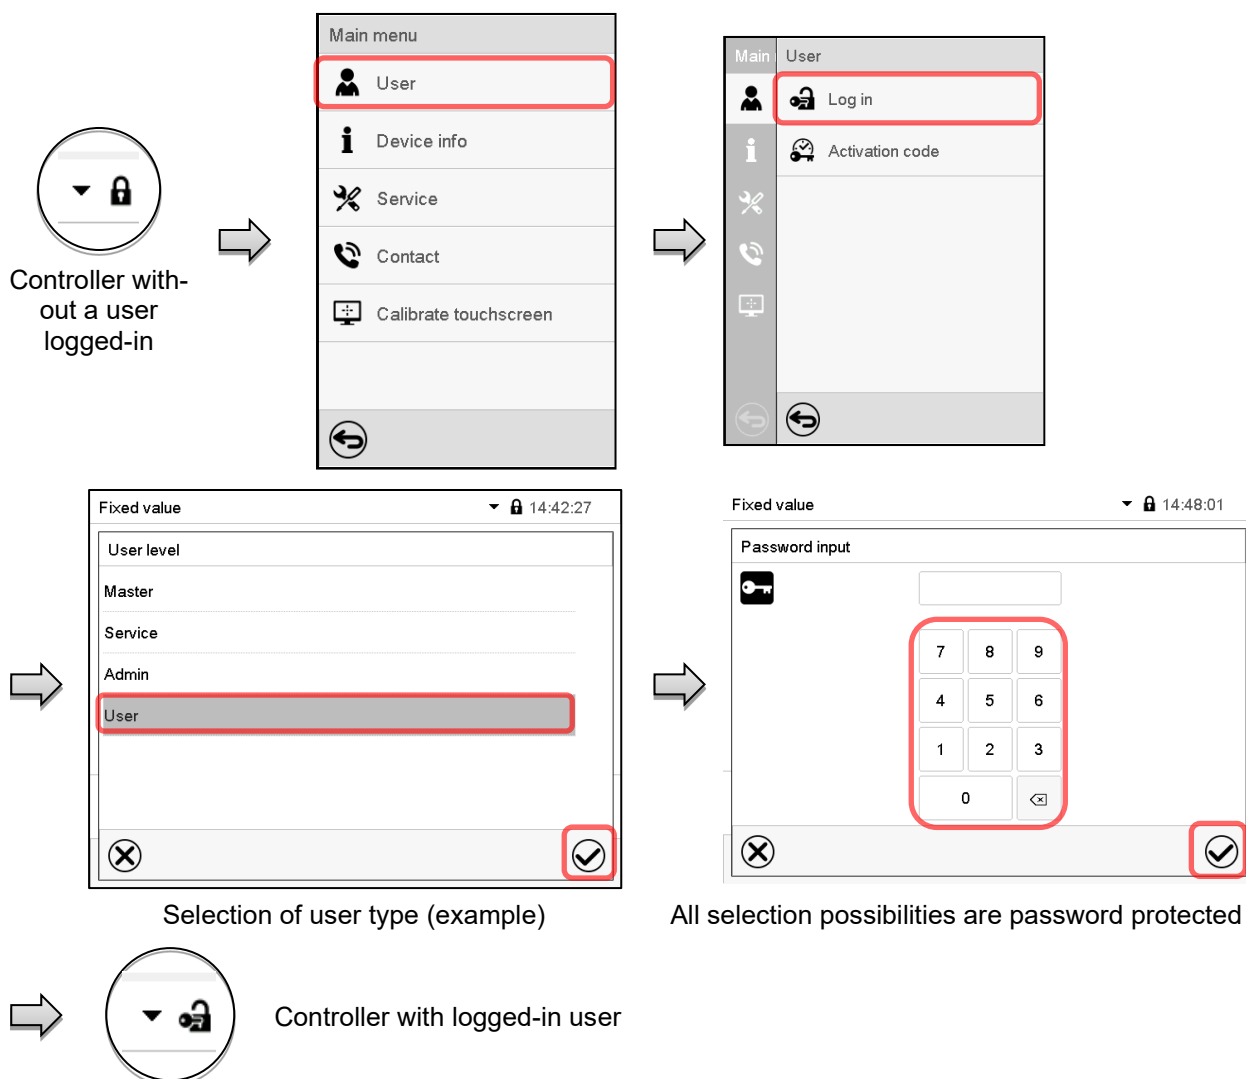 Main menu
User
Device info
Service
Contact
Calibrate touchscreen
Main
User
Log in
Activation code
Controller with-
out a user
logged-in
Fixed value 14:42:27
User level
Master
Service
Admin
User
Selection of user type (example)
Fixed value 14:48:01
Password input
7 8 9
4 5 6
1 2 3
0
All selection possibilities are password protected
Controller with logged-in user